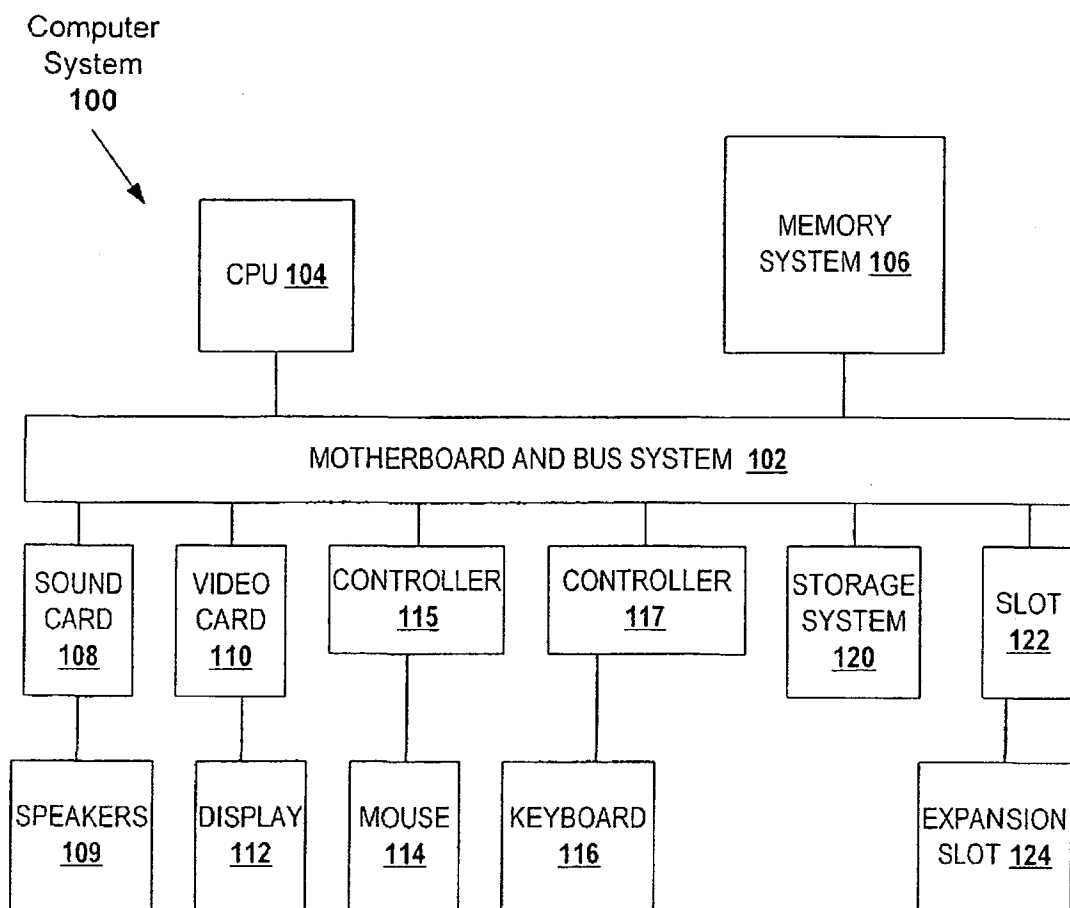 Computer
System
100
CPU 104
MEMORY
SYSTEM 106
MOTHERBOARD AND BUS SYSTEM 102
SOUND
CARD
108
VIDEO
CARD
110
CONTROLLER
115
CONTROLLER
117
STORAGE
SYSTEM
120
SLOT
122
SPEAKERS
109
DISPLAY
112
MOUSE
114
KEYBOARD
116
EXPANSION
SLOT 124